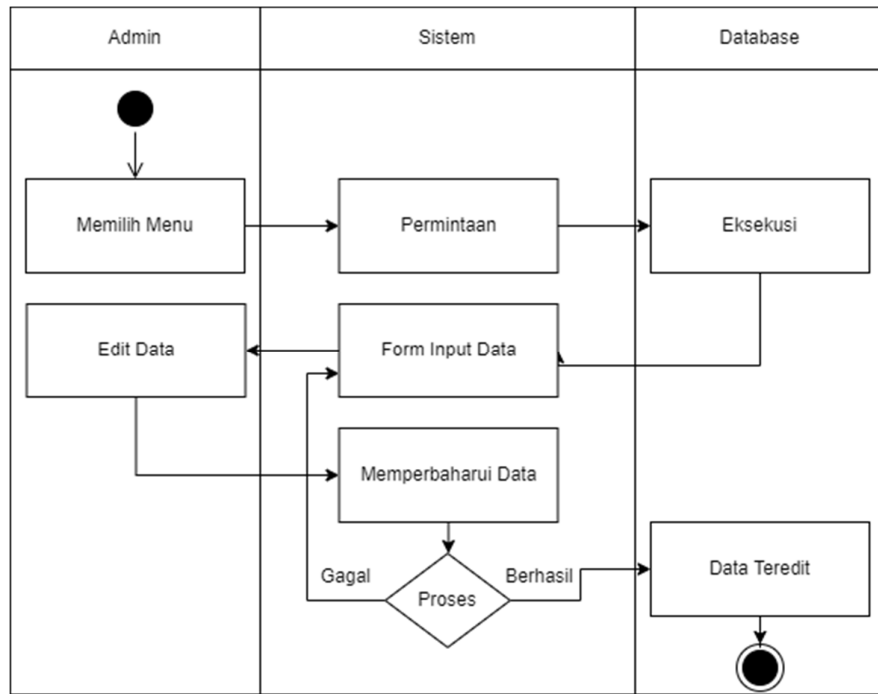 Admin
Sistem
Database
Memilih Menu
Permintaan
Eksekusi
Edit Data
Form Input Data
Memperbaharui Data
Gagal
Berhasil
Proses
Data Teredit